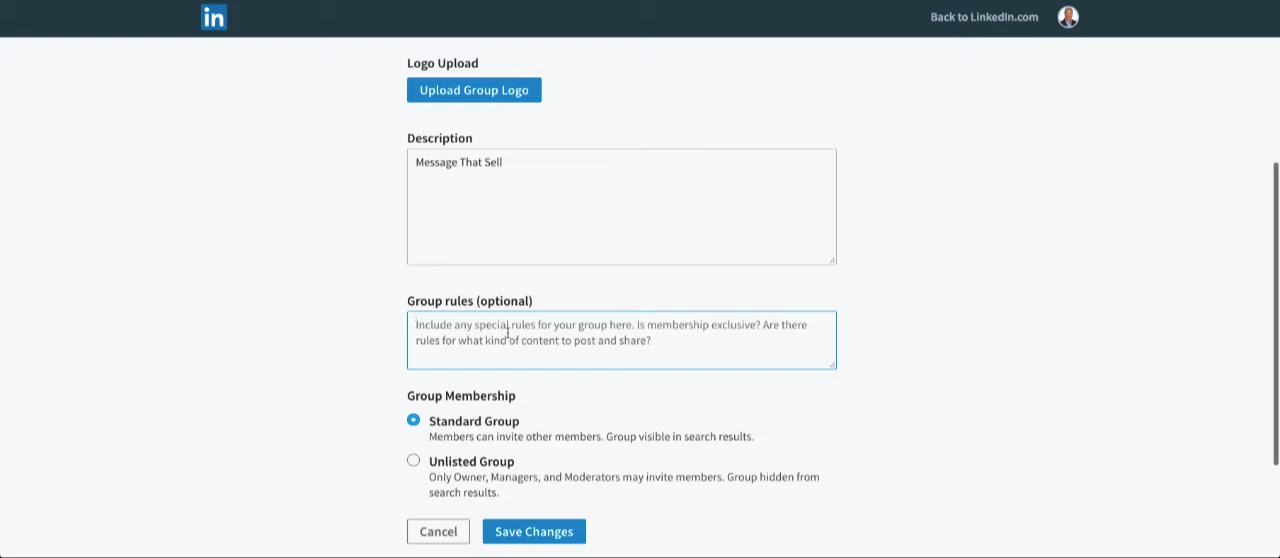 in
Back to LinkedIn.com
Logo Upload
Upload Group Logo
Description
Message That Sell
Group rules (optional)
Include any special rules for your group here. Is membership exclusive? Are there
rules for what kind of content to post and share?
Group Membership
Standard Group
Members can invite other members. Group visible in search results.
Unlisted Group
Only Owner, Managers, and Moderators may invite members. Group hidden from
search results.
Cancel
Save Changes